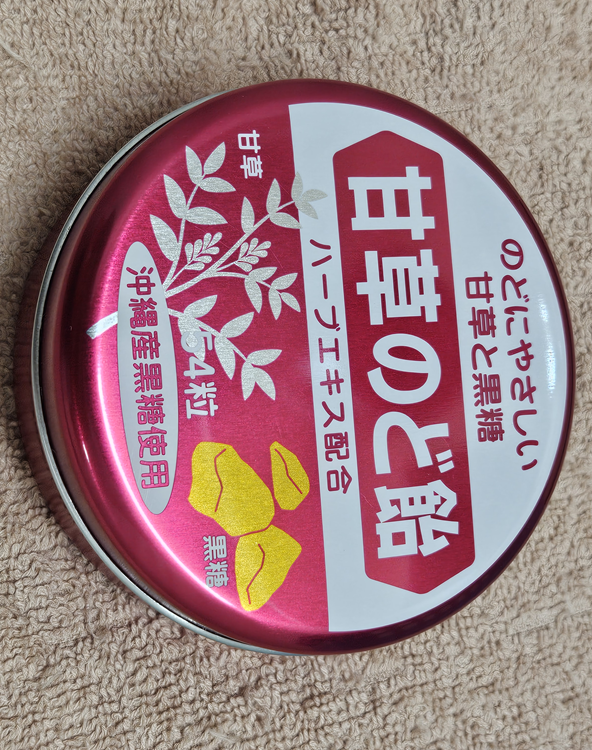 のどにやさしい
甘草と黒糖
甘草のど飴
ハーブエキス配合
甘草
黒糖
沖縄産黒糖使用